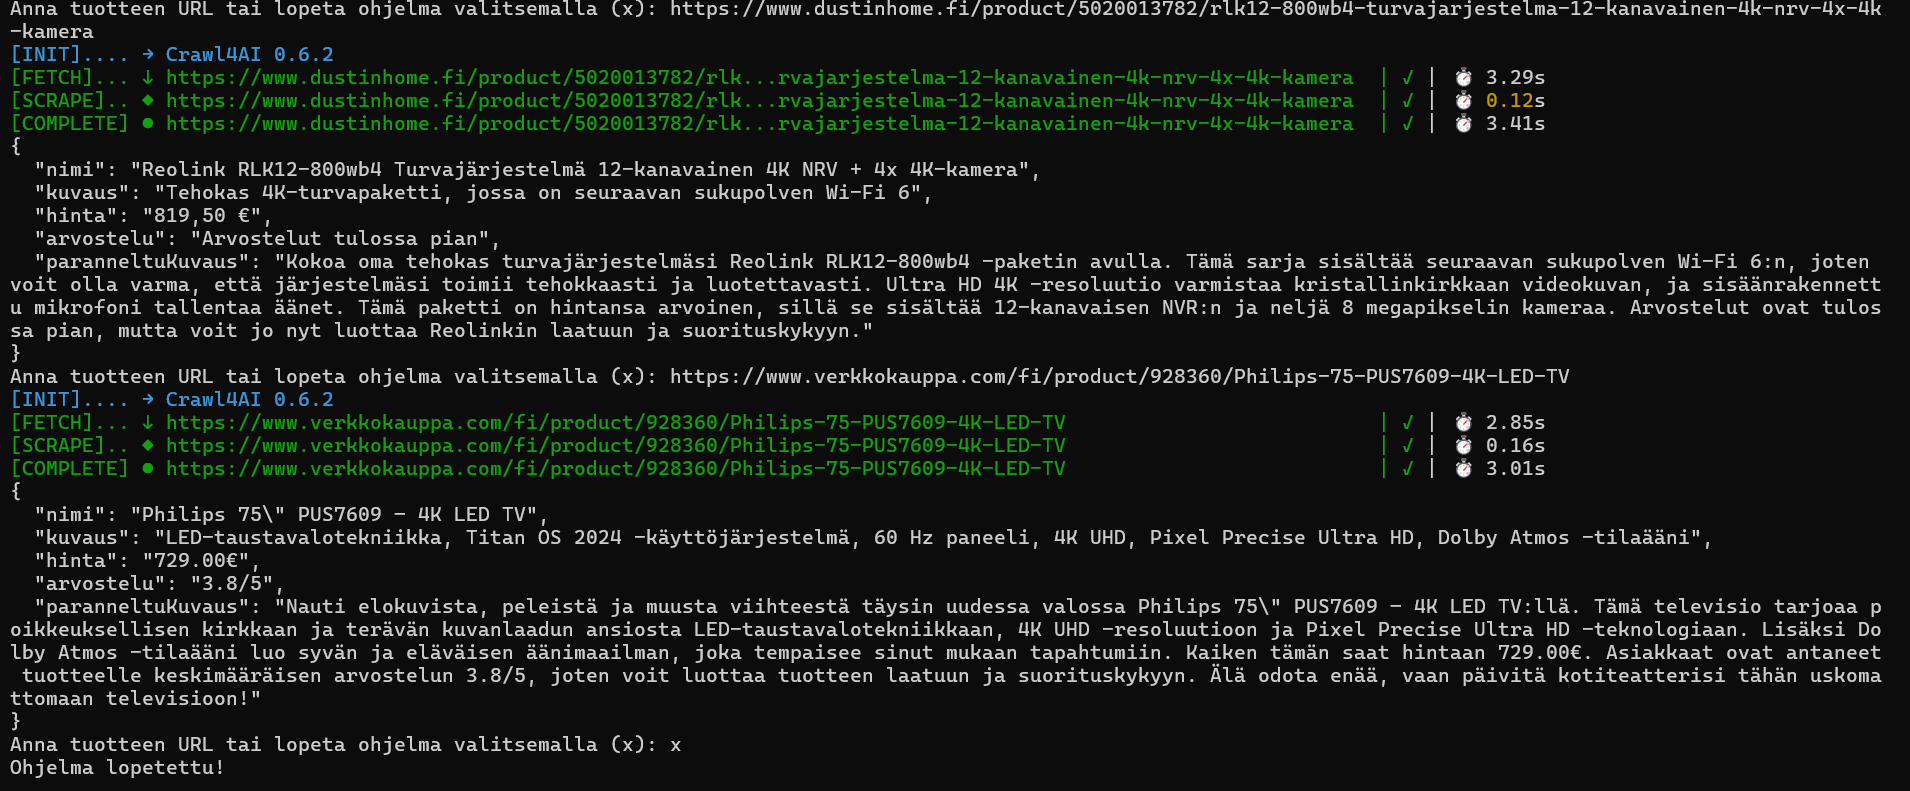 Anna tuotteen URL tai lopeta ohjelma valitsemalla (x): https://www.dustinhome.fi/product/5020013782/rlk12-800wb4-turvajarjestelma-12-kanavainen-4k-nrv-4x-4k
-kamera
[INIT].... → Crawl4AI 0.6.2
[FETCH]... ↓ https://www.dustinhome.fi/product/5020013782/rlk...rvajarjestelma-12-kanavainen-4k-nrv-4x-4k-kamera | √ | ⏱ 3.29s
[SCRAPE].. ◆ https://www.dustinhome.fi/product/5020013782/rlk...rvajarjestelma-12-kanavainen-4k-nrv-4x-4k-kamera | √ | ⏱ 0.12s
[COMPLETE] ● https://www.dustinhome.fi/product/5020013782/rlk...rvajarjestelma-12-kanavainen-4k-nrv-4x-4k-kamera | √ | ⏱ 3.41s
{
  "nimi": "Reolink RLK12-800wb4 Turvajärjestelmä 12-kanavainen 4K NRV + 4x 4K-kamera",
  "kuvaus": "Tehokas 4K-turvapaketti, jossa on seuraavan sukupolven Wi-Fi 6",
  "hinta": "819,50 €",
  "arvostelu": "Arvostelut tulossa pian",
  "paranneltuKuvaus": "Kokoa oma tehokas turvajärjestelmäsi Reolink RLK12-800wb4 -paketin avulla. Tämä sarja sisältää seuraavan sukupolven Wi-Fi 6:n, joten
voit olla varma, että järjestelmäsi toimii tehokkaasti ja luotettavasti. Ultra HD 4K -resoluutio varmistaa kristallinkirkkaan videokuvan, ja sisäänrakennett
u mikrofoni tallentaa äänet. Tämä paketti on hintansa arvoinen, sillä se sisältää 12-kanavaisen NVR:n ja neljä 8 megapikselin kameraa. Arvostelut ovat tulos
sa pian, mutta voit jo nyt luottaa Reolinkin laatuun ja suorituskykyyn."
}
Anna tuotteen URL tai lopeta ohjelma valitsemalla (x): https://www.verkkokauppa.com/fi/product/928360/Philips-75-PUS7609-4K-LED-TV
[INIT].... → Crawl4AI 0.6.2
[FETCH]... ↓ https://www.verkkokauppa.com/fi/product/928360/Philips-75-PUS7609-4K-LED-TV | √ | ⏱ 2.85s
[SCRAPE].. ◆ https://www.verkkokauppa.com/fi/product/928360/Philips-75-PUS7609-4K-LED-TV | √ | ⏱ 0.16s
[COMPLETE] ● https://www.verkkokauppa.com/fi/product/928360/Philips-75-PUS7609-4K-LED-TV | √ | ⏱ 3.01s
{
  "nimi": "Philips 75\" PUS7609 – 4K LED TV",
  "kuvaus": "LED-taustavalotekniikka, Titan OS 2024 -käyttöjärjestelmä, 60 Hz paneeli, 4K UHD, Pixel Precise Ultra HD, Dolby Atmos -tilaääni",
  "hinta": "729.00€",
  "arvostelu": "3.8/5",
  "paranneltuKuvaus": "Nauti elokuvista, peleistä ja muusta viihteestä täysin uudessa valossa Philips 75\" PUS7609 – 4K LED TV:llä. Tämä televisio tarjoaa p
oikkeuksellisen kirkkaan ja terävän kuvanlaadun ansiosta LED-taustavalotekniikkaan, 4K UHD -resoluutioon ja Pixel Precise Ultra HD -teknologiaan. Lisäksi Do
lby Atmos -tilaääni luo syvän ja eläväisen äänimaailman, joka tempaisee sinut mukaan tapahtumiin. Kaiken tämän saat hintaan 729.00€. Asiakkaat ovat antaneet
 tuotteelle keskimääräisen arvostelun 3.8/5, joten voit luottaa tuotteen laatuun ja suorituskykyyn. Älä odota enää, vaan päivitä kotiteatterisi tähän uskoma
ttomaan televisioon!"
}
Anna tuotteen URL tai lopeta ohjelma valitsemalla (x): x
Ohjelma lopetettu!